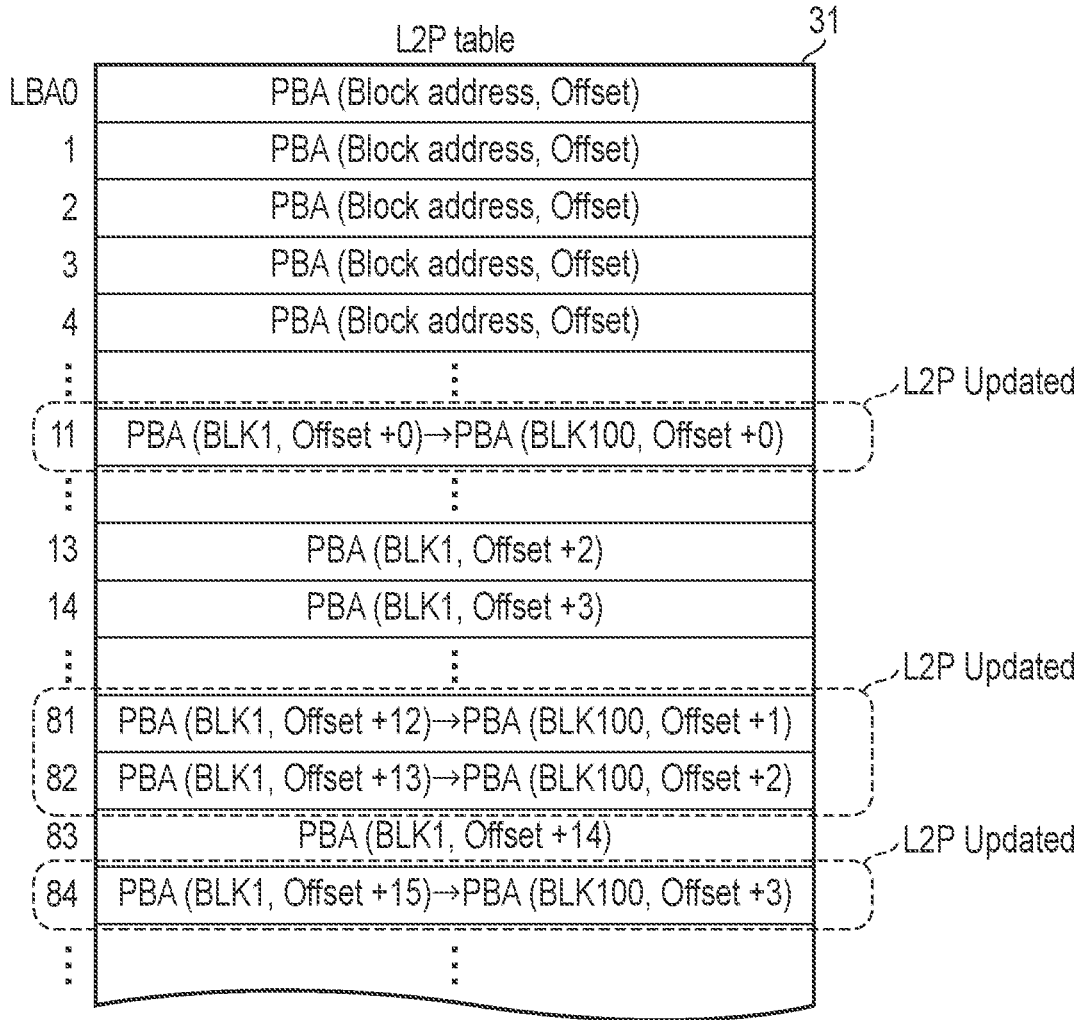 31
L2P table
LBA0 PBA (Block address, Offset)
1 PBA (Block address, Offset)
2 PBA (Block address, Offset)
3 PBA (Block address, Offset)
4 PBA (Block address, Offset)
L2P Updated
11 PBA (BLK1, Offset +0)→PBA (BLK100, Offset +0)
13 PBA (BLK1, Offset +2)
14 PBA (BLK1, Offset +3)
L2P Updated
81 PBA (BLK1, Offset +12)→PBA (BLK100, Offset +1)
82 PBA (BLK1, Offset +13)→PBA (BLK100, Offset +2)
83 PBA (BLK1, Offset +14)
L2P Updated
84 PBA (BLK1, Offset +15)→PBA (BLK100, Offset +3)